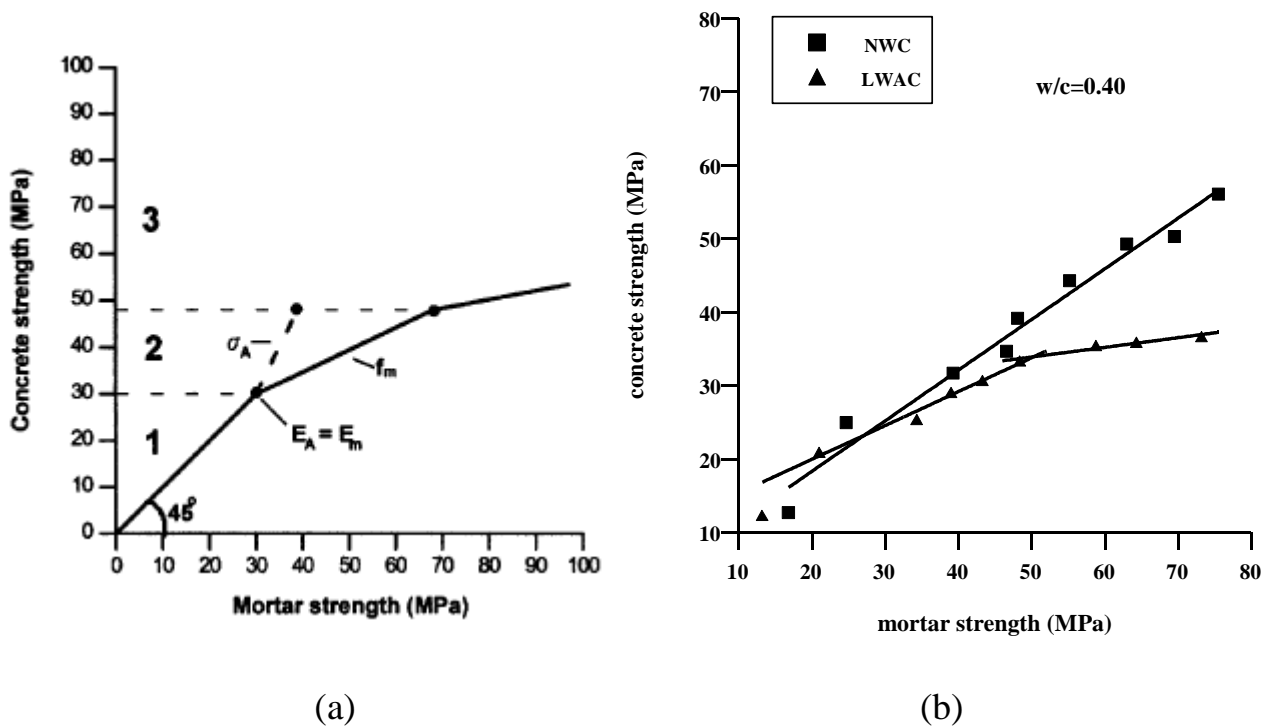 100
90
80
70
60
50
40
30
20
10
0
Concrete strength (MPa)
3
2
1
σA
fm
EA = Em
45°
0 10 20 30 40 50 60 70 80 90 100
Mortar strength (MPa)
(a)
80
70
60
50
40
30
20
10
concrete strength (MPa)
NWC
LWAC
w/c=0.40
10 20 30 40 50 60 70 80
mortar strength (MPa)
(b)